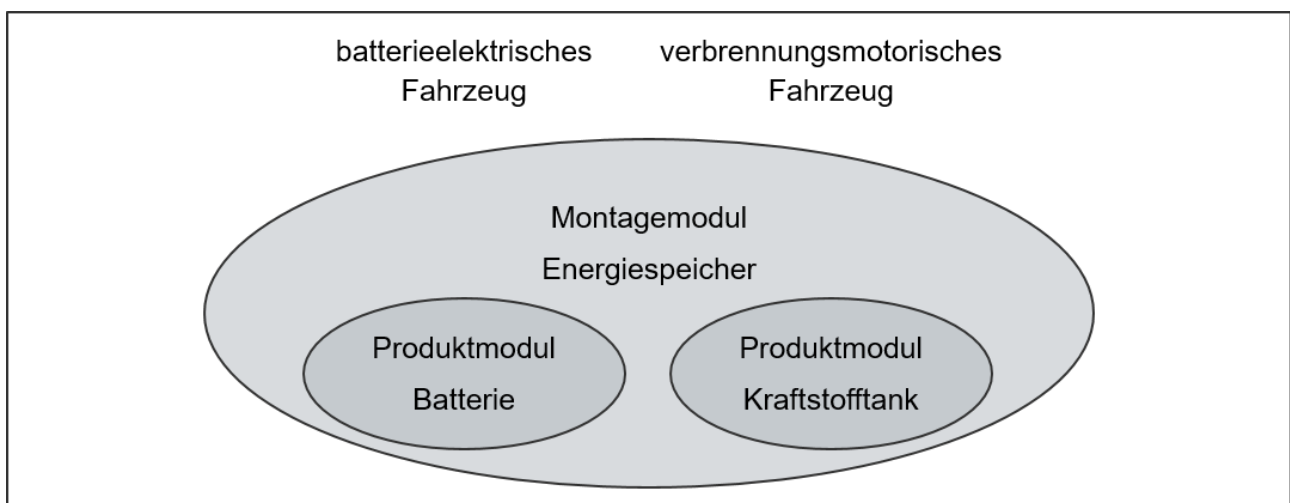 batterieelektrisches
Fahrzeug
verbrennungsmotorisches
Fahrzeug
Montagemodul
Energiespeicher
Produktmodul
Batterie
Produktmodul
Kraftstofftank